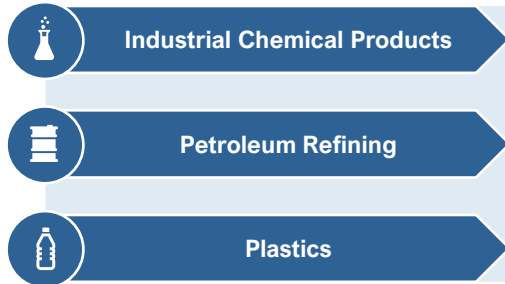 Industrial Chemical Products
Petroleum Refining
Plastics